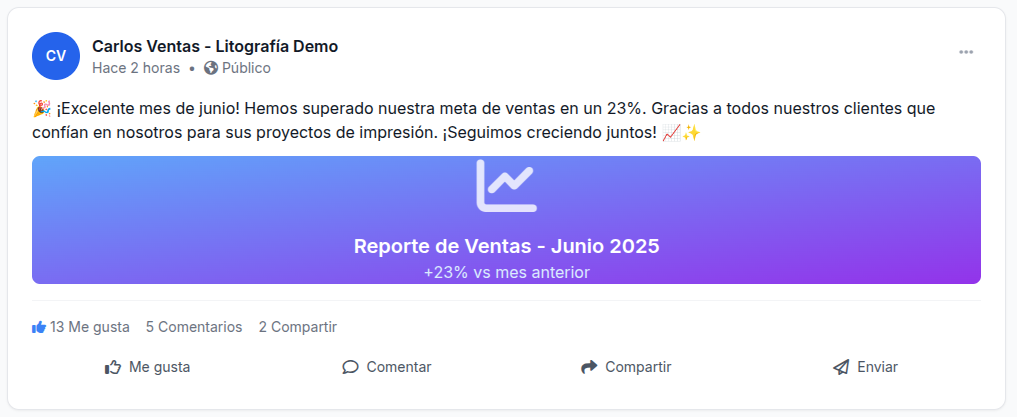 CV
Carlos Ventas - Litografía Demo
Hace 2 horas • Público
🎉 ¡Excelente mes de junio! Hemos superado nuestra meta de ventas en un 23%. Gracias a todos nuestros clientes que
confían en nosotros para sus proyectos de impresión. ¡Seguimos creciendo juntos! 📈✨
Reporte de Ventas - Junio 2025
+23% vs mes anterior
13 Me gusta 5 Comentarios 2 Compartir
Me gusta Comentar Compartir Enviar